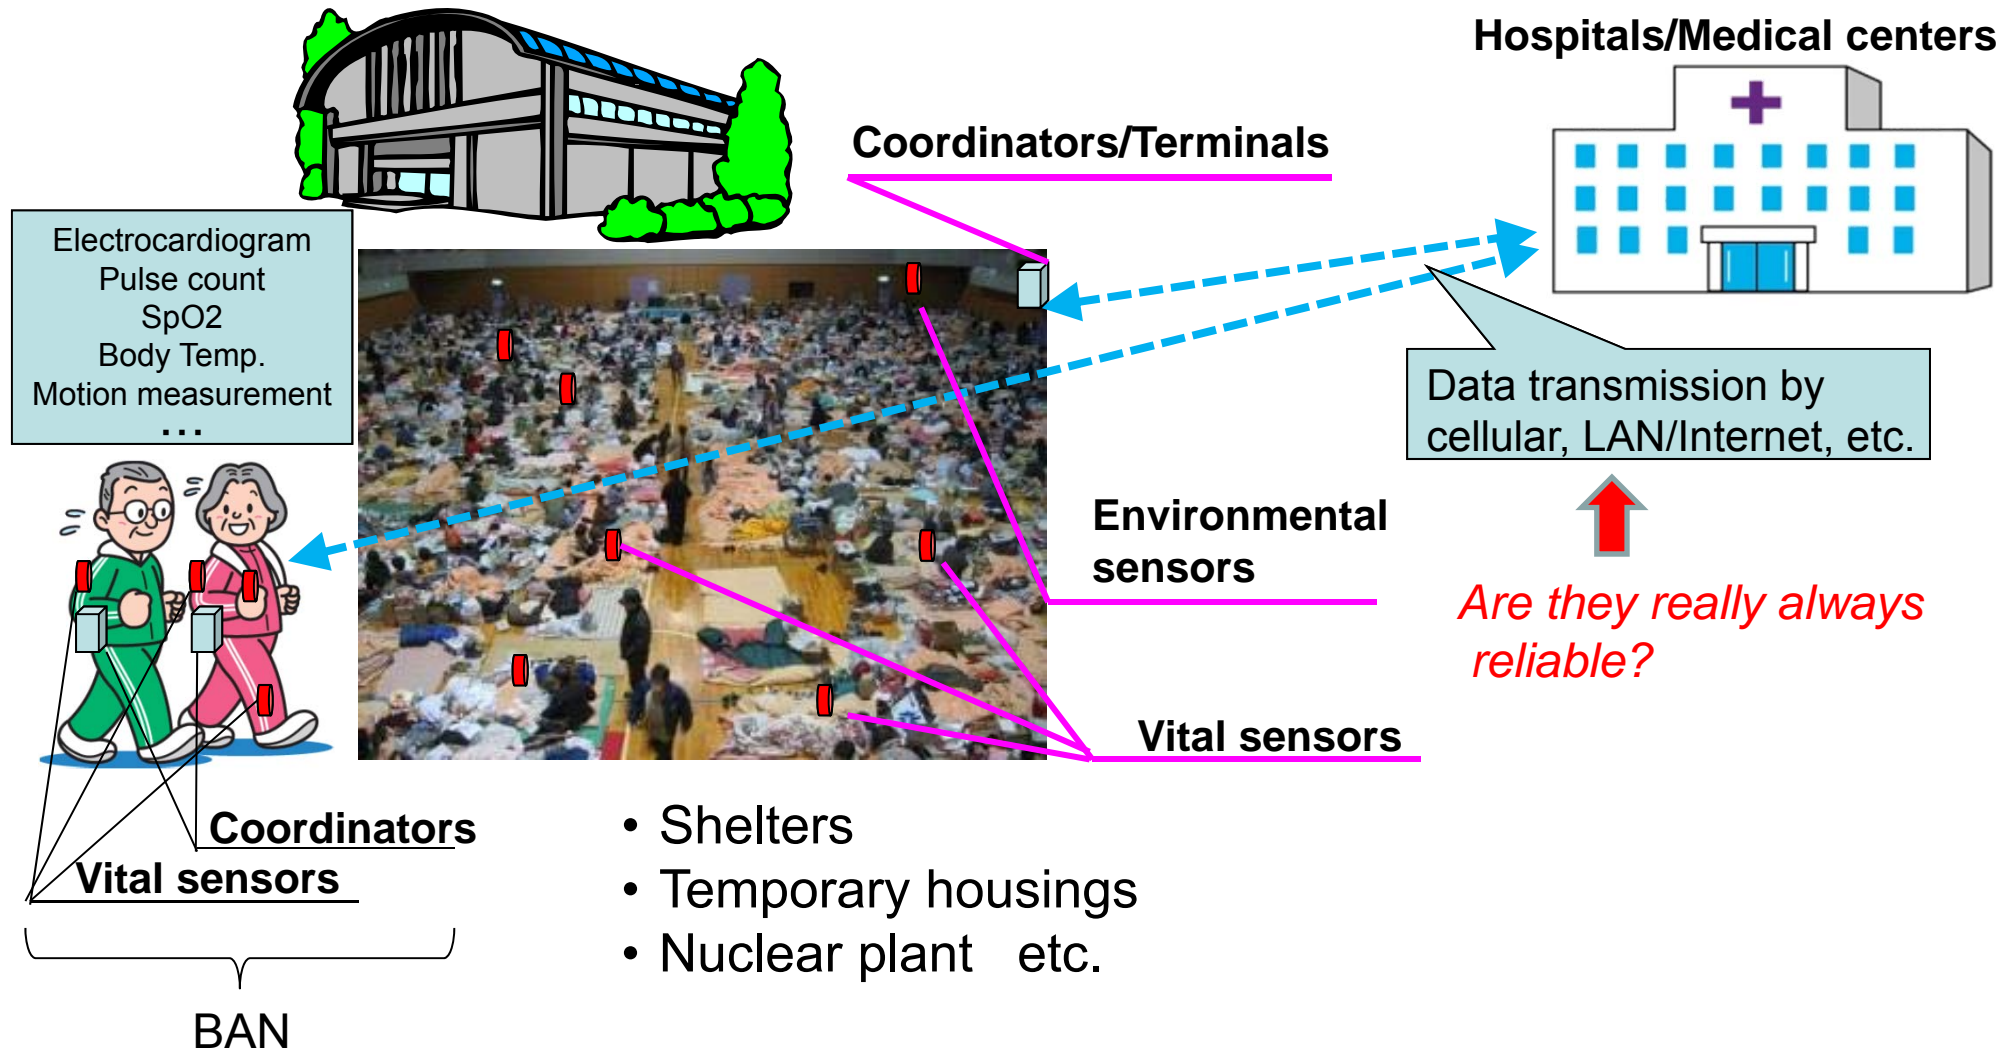 Hospitals/Medical centers
Coordinators/Terminals
Electrocardiogram
Pulse count
SpO2
Body Temp.
Motion measurement
...
Data transmission by
cellular, LAN/Internet, etc.
Environmental
sensors
Are they really always
reliable?
Vital sensors
Coordinators
Vital sensors
• Shelters
• Temporary housings
• Nuclear plant etc.
BAN